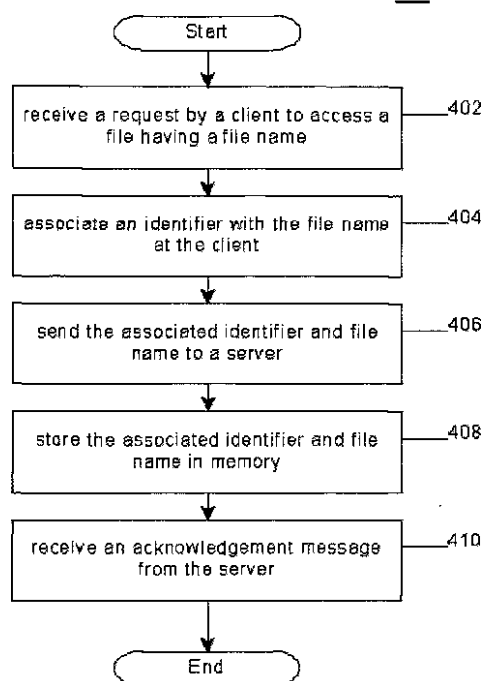 Start
receive a request by a client to access a
file having a file name
402
associate an identifier with the file name
at the client
404
send the associated identifier and file
name to a server
406
store the associated identifier and file
name in memory
408
receive an acknowledgement message
from the server
410
End